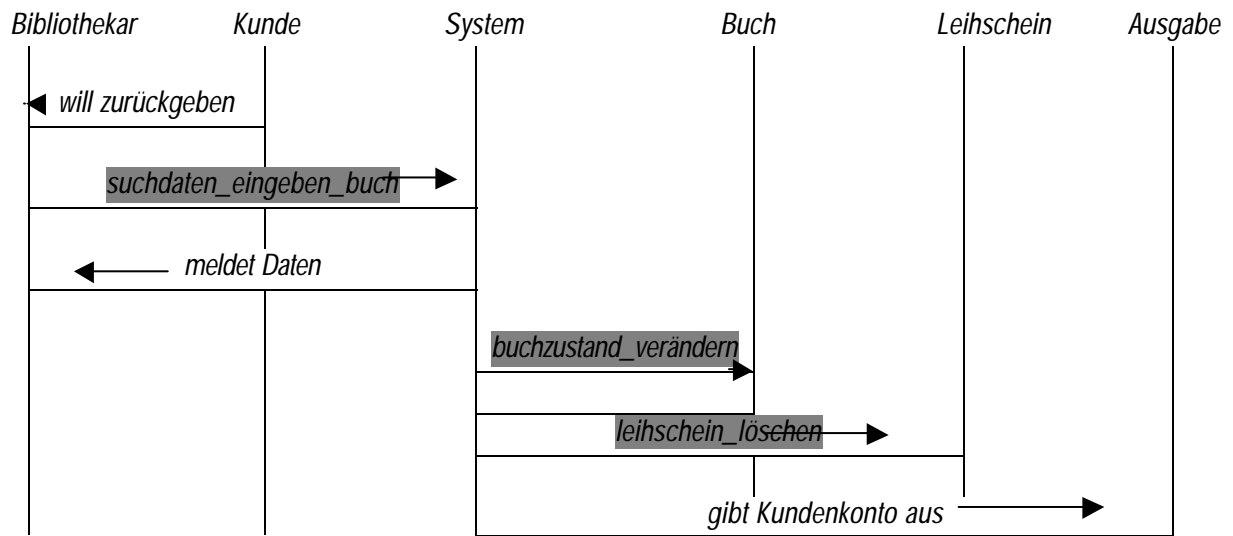 Bibliothekar Kunde System Buch Leihschein Ausgabe
will zurückgeben
suchdaten_eingeben_buch
meldet Daten
buchzustand_verändern
leihschein_löschen
gibt Kundenkonto aus